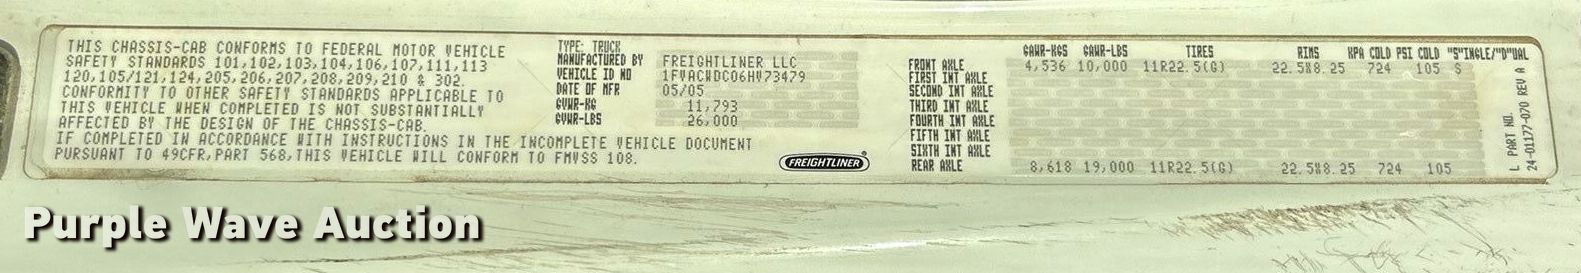 THIS CHASSIS-CAB CONFORMS TO FEDERAL MOTOR VEHICLE
SAFETY STANDARDS 101,102,103,104,106,107,111,113
120,105/121,124,205,206,207,208,209,210 & 302.
CONFORMITY TO OTHER SAFETY STANDARDS APPLICABLE TO
THIS VEHICLE WHEN COMPLETED IS NOT SUBSTANTIALLY
AFFECTED BY THE DESIGN OF THE CHASSIS-CAB.
IF COMPLETED IN ACCORDANCE WITH INSTRUCTIONS IN THE INCOMPLETE VEHICLE DOCUMENT
PURSUANT TO 49CFR,PART 568,THIS VEHICLE WILL CONFORM TO FMVSS 108.
TYPE: TRUCK
MANUFACTURED BY FREIGHTLINER LLC
VEHICLE ID NO 1FVACWDC06HV73479
DATE OF MFR 05/05
GVWR-KG 11,793
GVWR-LBS 26,000
FREIGHTLINER
GAWR-KGS GAWR-LBS TIRES RIMS KPA COLD PSI COLD "S"INGLE/"D"UAL
FRONT AXLE 4,536 10,000 11R22.5(G) 22.5X8.25 724 105 S
FIRST INT AXLE
SECOND INT AXLE
THIRD INT AXLE
FOURTH INT AXLE
FIFTH INT AXLE
SIXTH INT AXLE
REAR AXLE 8,618 19,000 11R22.5(G) 22.5X8.25 724 105
L PART NO.
24-01177-070 REV A
Purple Wave Auction